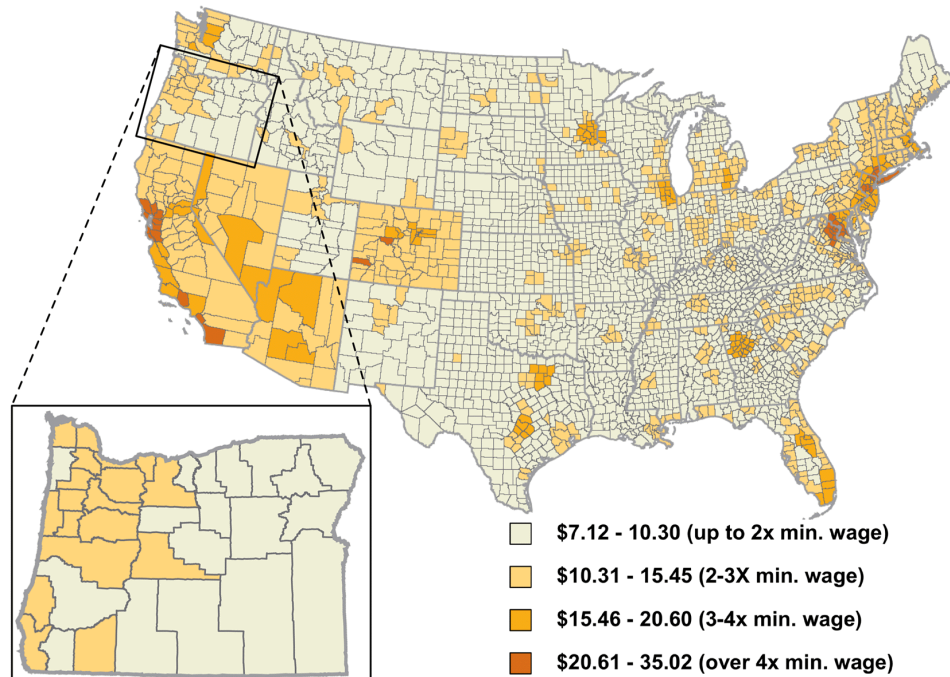 $7.12 - 10.30 (up to 2x min. wage)
$10.31 - 15.45 (2-3X min. wage)
$15.46 - 20.60 (3-4x min. wage)
$20.61 - 35.02 (over 4x min. wage)